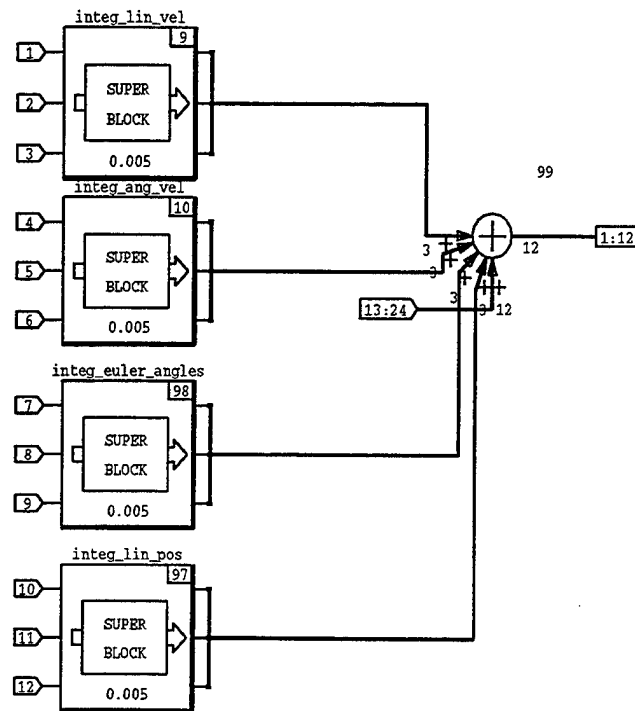 integ_lin_vel
9
1
2
3
SUPER
BLOCK
0.005
integ_ang_vel
10
4
5
6
SUPER
BLOCK
0.005
99
3
3
3
3
12
12
1:12
13:24
integ_euler_angles
98
7
8
9
SUPER
BLOCK
0.005
integ_lin_pos
97
10
11
12
SUPER
BLOCK
0.005